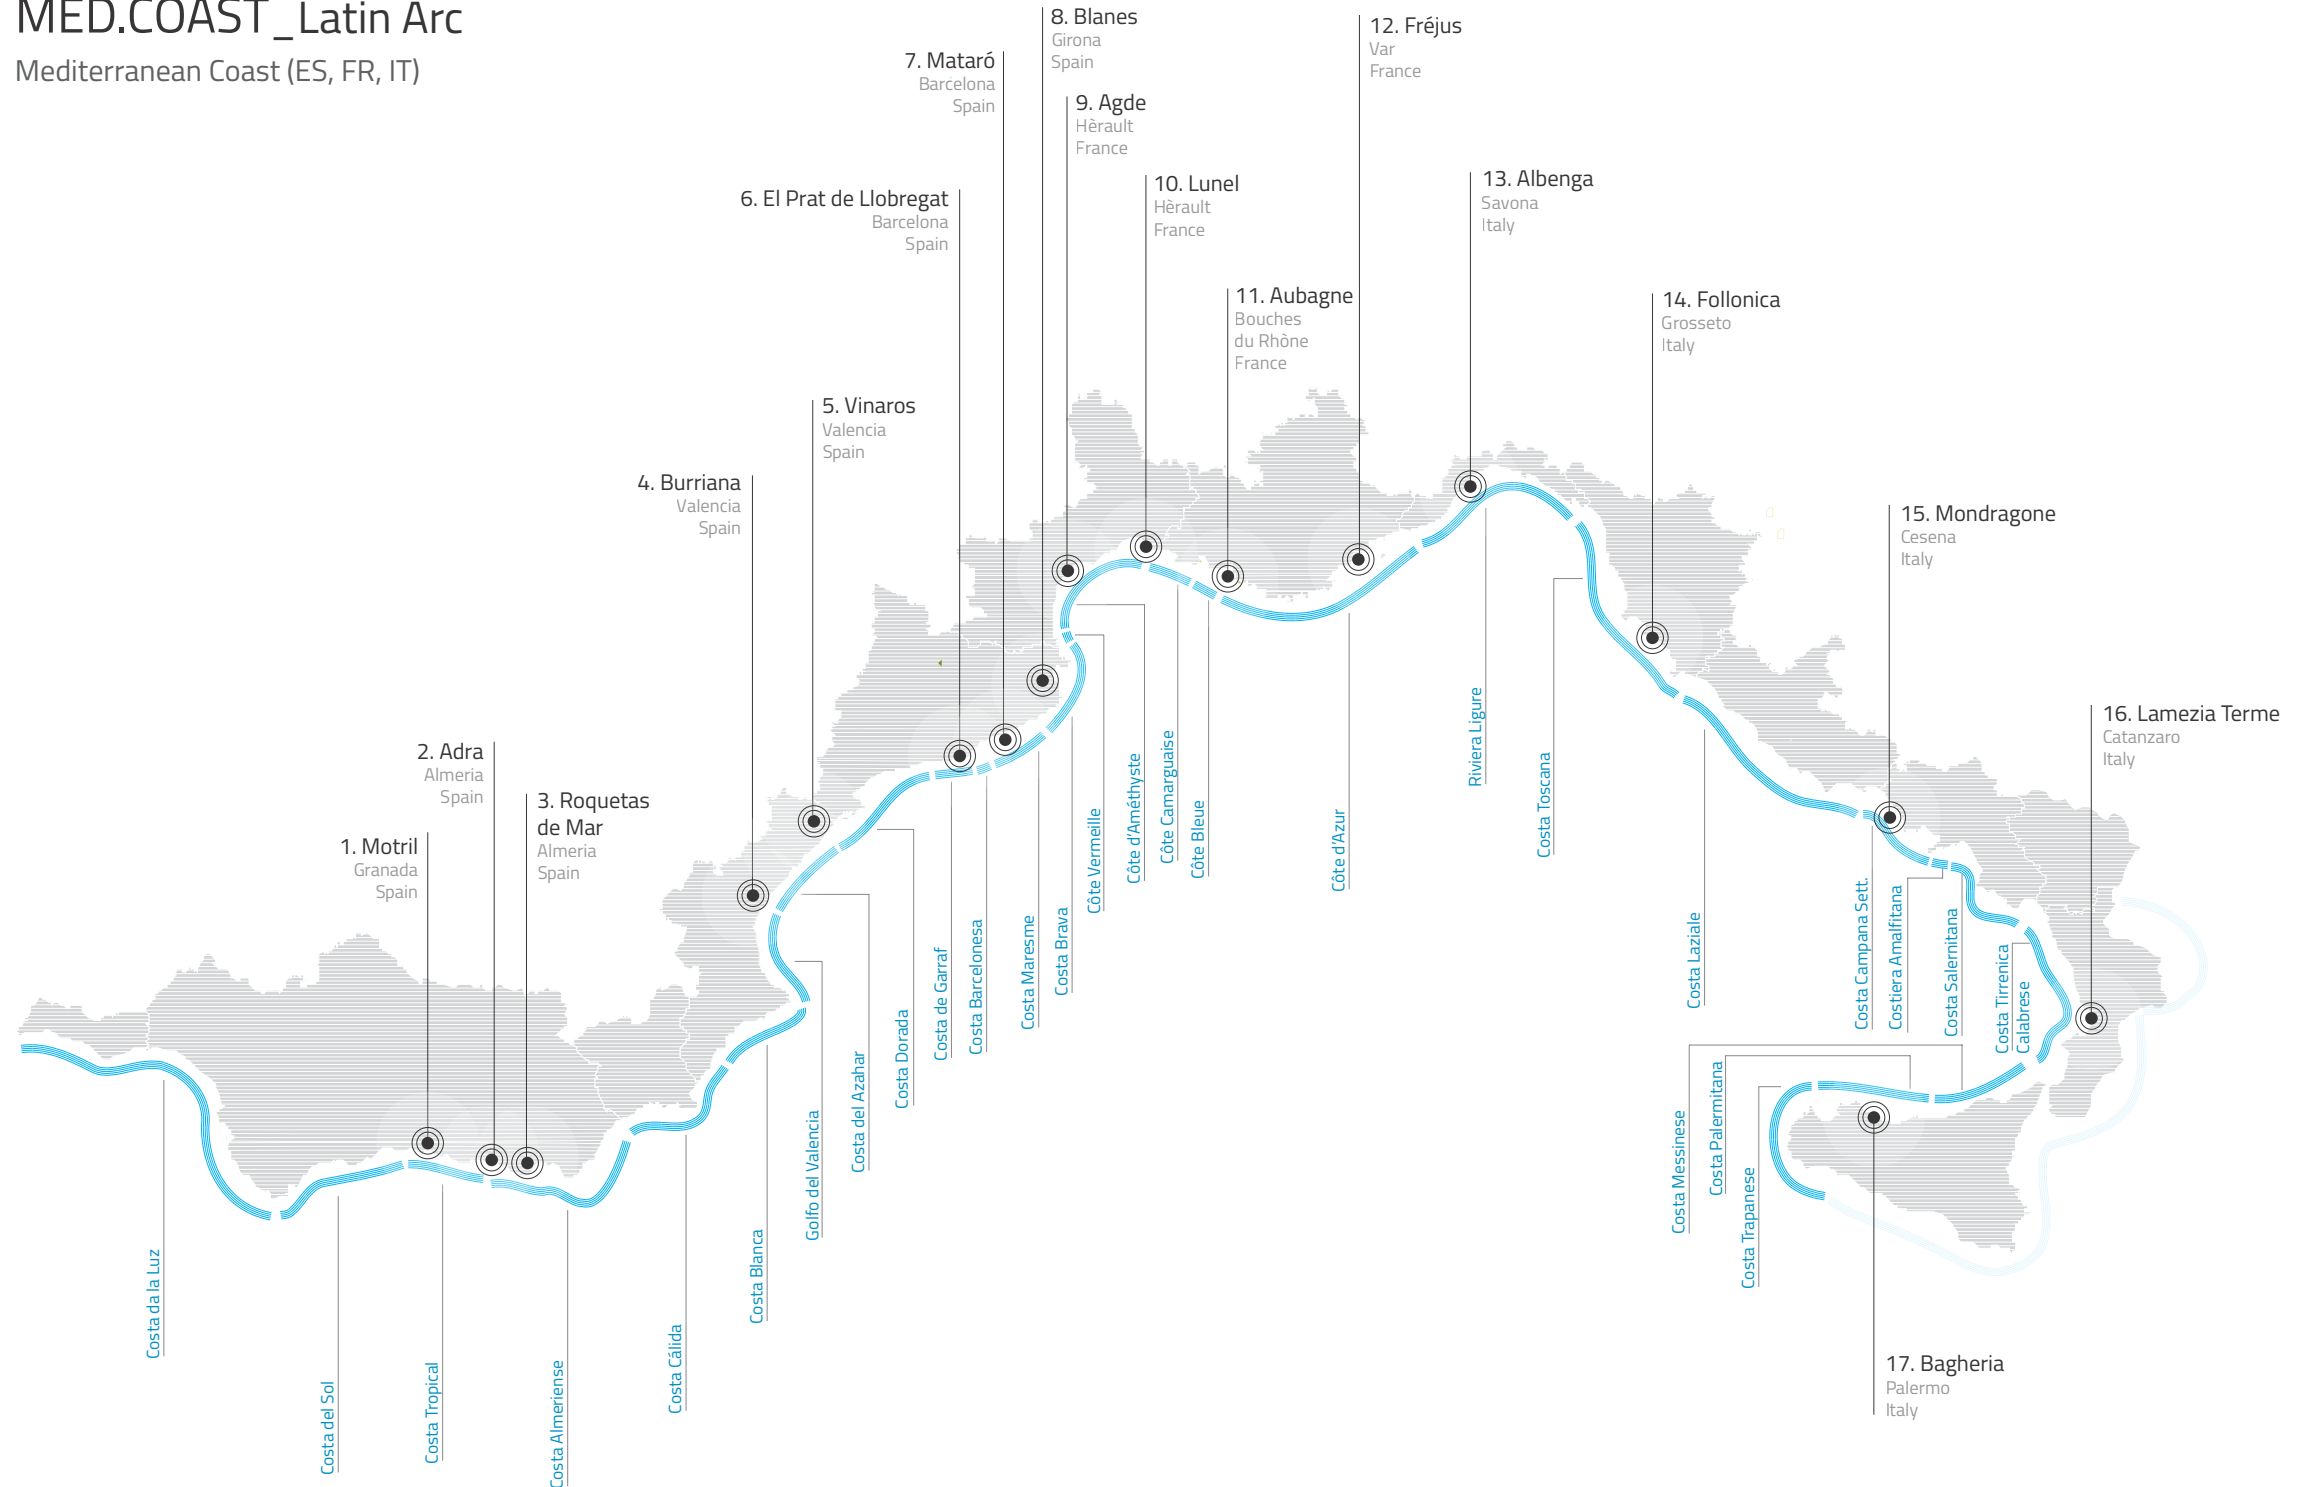 MED.COAST_Latin Arc
Mediterranean Coast (ES, FR, IT)
1. Motril
Granada
Spain
2. Adra
Almeria
Spain
3. Roquetas
de Mar
Almeria
Spain
4. Burriana
Valencia
Spain
5. Vinaros
Valencia
Spain
6. El Prat de Llobregat
Barcelona
Spain
7. Mataró
Barcelona
Spain
8. Blanes
Girona
Spain
9. Agde
Hèrault
France
10. Lunel
Hèrault
France
11. Aubagne
Bouches
du Rhòne
France
12. Fréjus
Var
France
13. Albenga
Savona
Italy
14. Follonica
Grosseto
Italy
15. Mondragone
Cesena
Italy
16. Lamezia Terme
Catanzaro
Italy
17. Bagheria
Palermo
Italy
Costa da la Luz
Costa del Sol
Costa Tropical
Costa Almeriense
Costa Cálida
Costa Blanca
Golfo del Valencia
Costa del Azahar
Costa Dorada
Costa de Garraf
Costa Barcelonesa
Costa Maresme
Costa Brava
Côte Vermeille
Côte d'Améthyste
Côte Camarguaise
Côte Bleue
Côte d'Azur
Riviera Ligure
Costa Toscana
Costa Laziale
Costa Campana Sett.
Costiera Amalfitana
Costa Salernitana
Costa Tirrenica
Calabrese
Costa Messinese
Costa Palermitana
Costa Trapanese